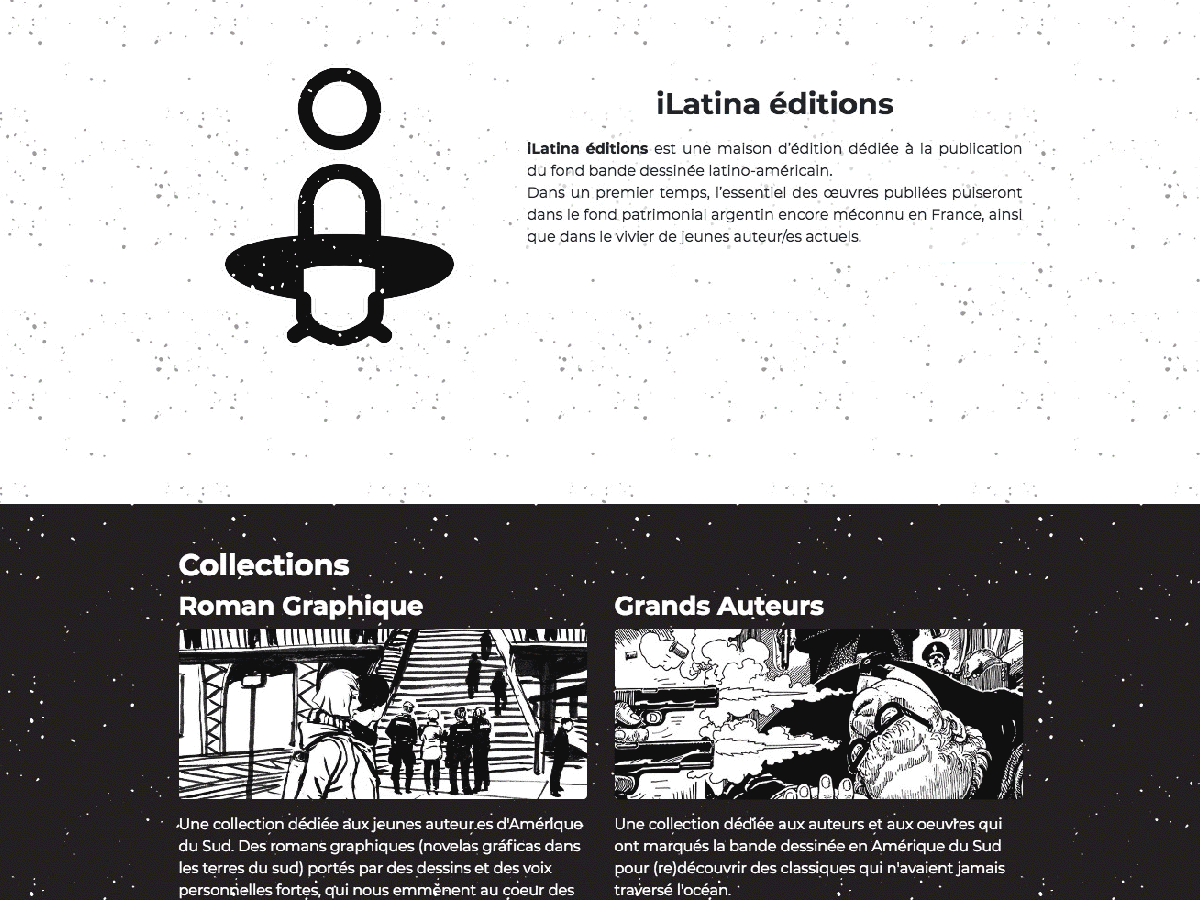 iLatina éditions
iLatina éditions est une maison d'édition dédiée à la publication
du fond bande dessinée latino-américain.
Dans un premier temps, l'essentiel des œuvres publiées puiseront
dans le fond patrimonial argentin encore méconnu en France, ainsi
que dans le vivier de jeunes auteur/es actuels.
Collections
Roman Graphique
Une collection dédiée aux jeunes auteur.es d'Amérique
du Sud. Des romans graphiques (novelas gráficas dans
les terres du sud) portés par des dessins et des voix
personnelles fortes, qui nous emmènent au coeur des
Grands Auteurs
Une collection dédiée aux auteurs et aux oeuvres qui
ont marqués la bande dessinée en Amérique du Sud
pour (re)découvrir des classiques qui n'avaient jamais
traversé l'océan.